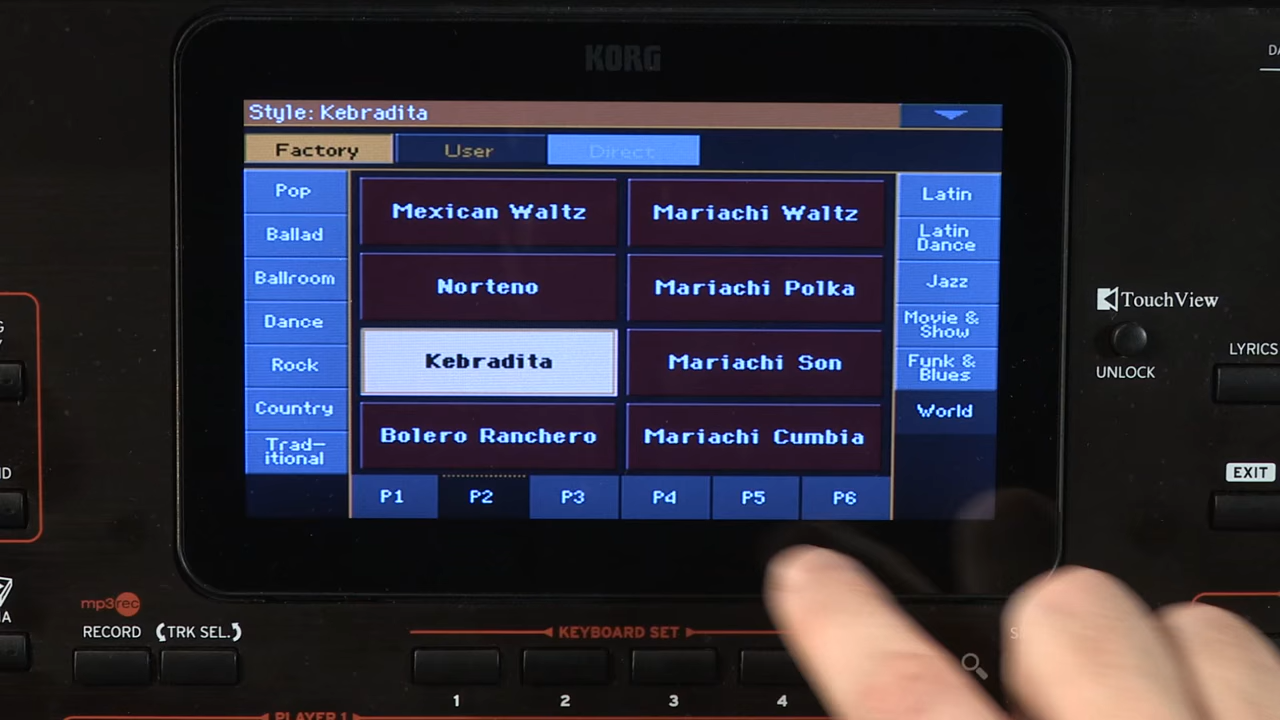 KORG
Style: Kebradita
Factory
User
Direct
Pop
Ballad
Ballroom
Dance
Rock
Country
Trad-
itional
Mexican Waltz
Mariachi Waltz
Norteno
Mariachi Polka
Kebradita
Mariachi Son
Bolero Ranchero
Mariachi Cumbia
Latin
Latin
Dance
Jazz
Movie &
Show
Funk &
Blues
World
P1
P2
P3
P4
P5
P6
TouchView
UNLOCK
LYRICS
EXIT
mp3rec
RECORD
TRK SEL.
KEYBOARD SET
1
2
3
4
PLAYER 1